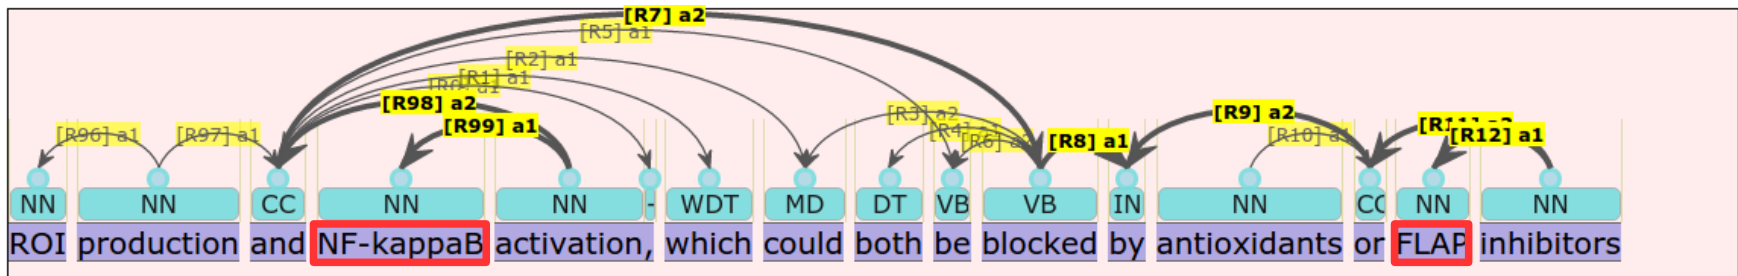 [R7] a2
[R5] a1
[R2] a1
[R1] a1
[R98] a2
[R3] a2
[R9] a2
[R99] a1
[R96] a1
[R97] a1
[R8] a1
[R10] a1
[R12] a1
NN NN CC NN NN - WDT MD DT VB VB IN NN CC NN NN
ROI production and NF-kappaB activation, which could both be blocked by antioxidants or FLAP inhibitors